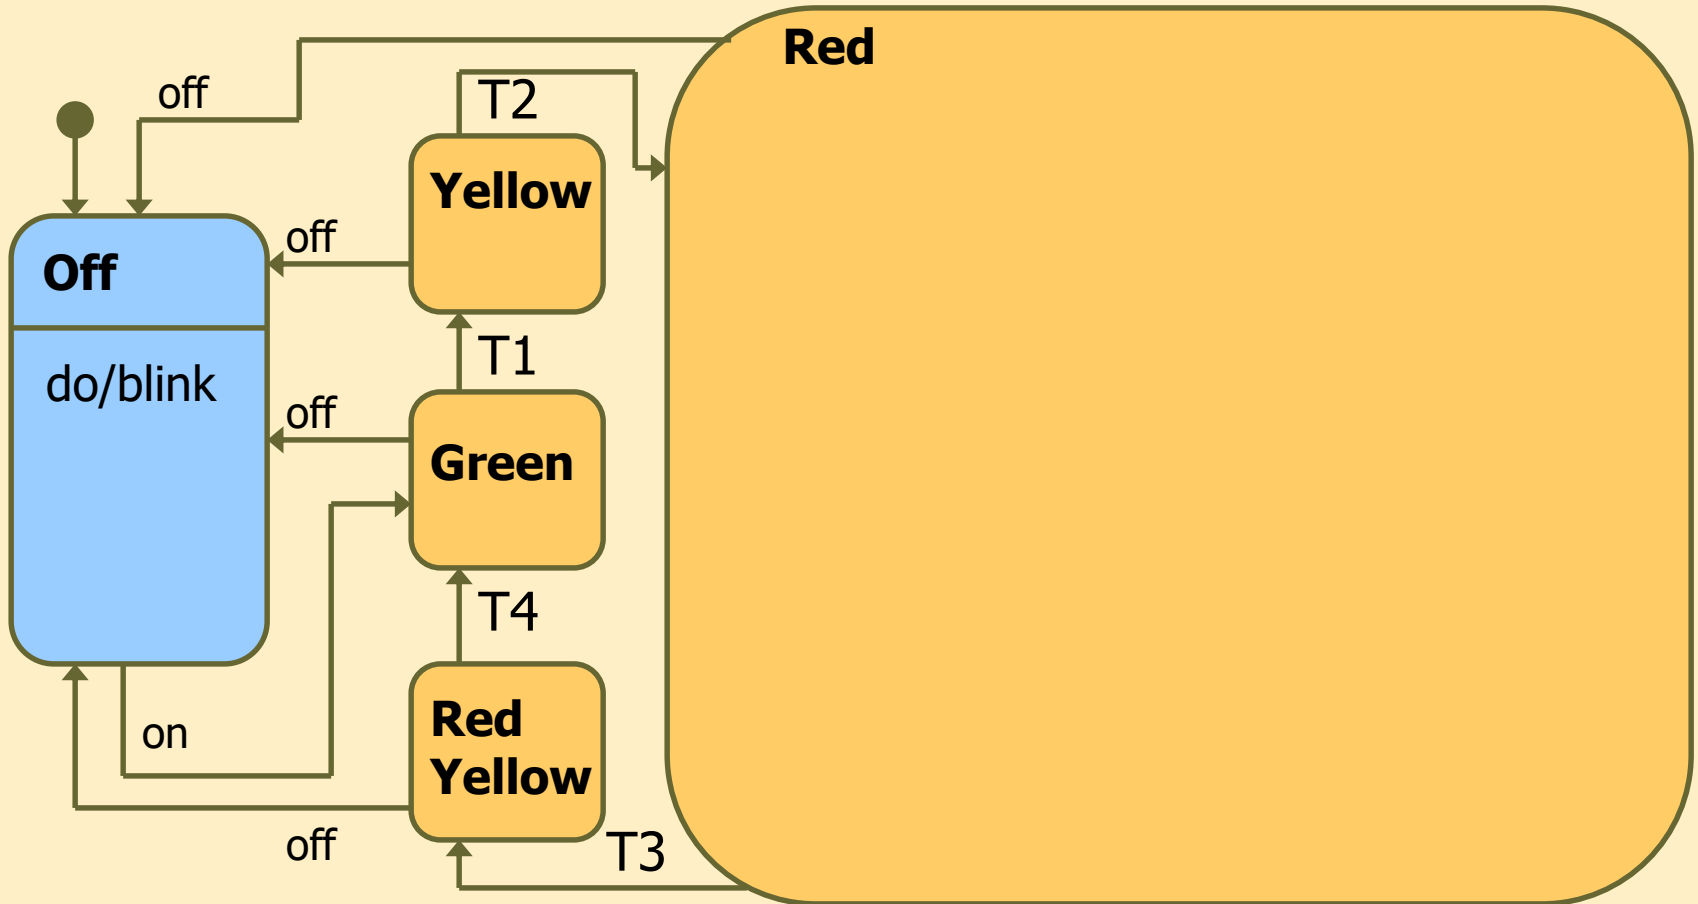 Red
off
T2
Yellow
off
Off
T1
do/blink
off
Green
T4
Red
Yellow
on
off
T3